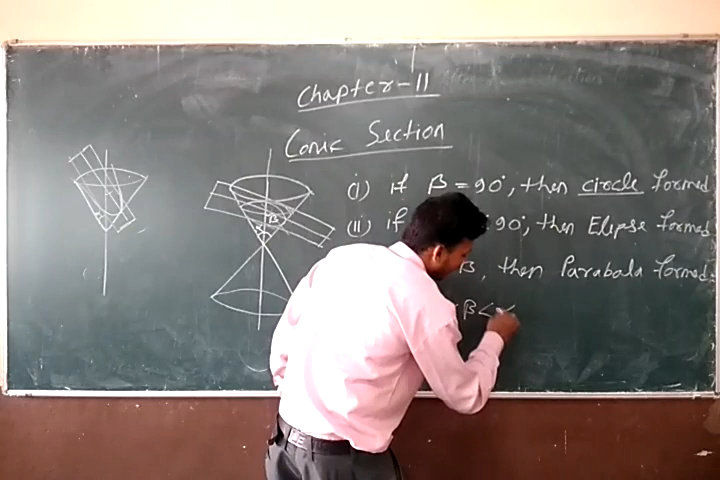 Chapter-11
Conic Section
(i) if β = 90°, then circle formed
(ii) if 90°, then Elipse formed
β, then Parabola formed.
β < α
β
α